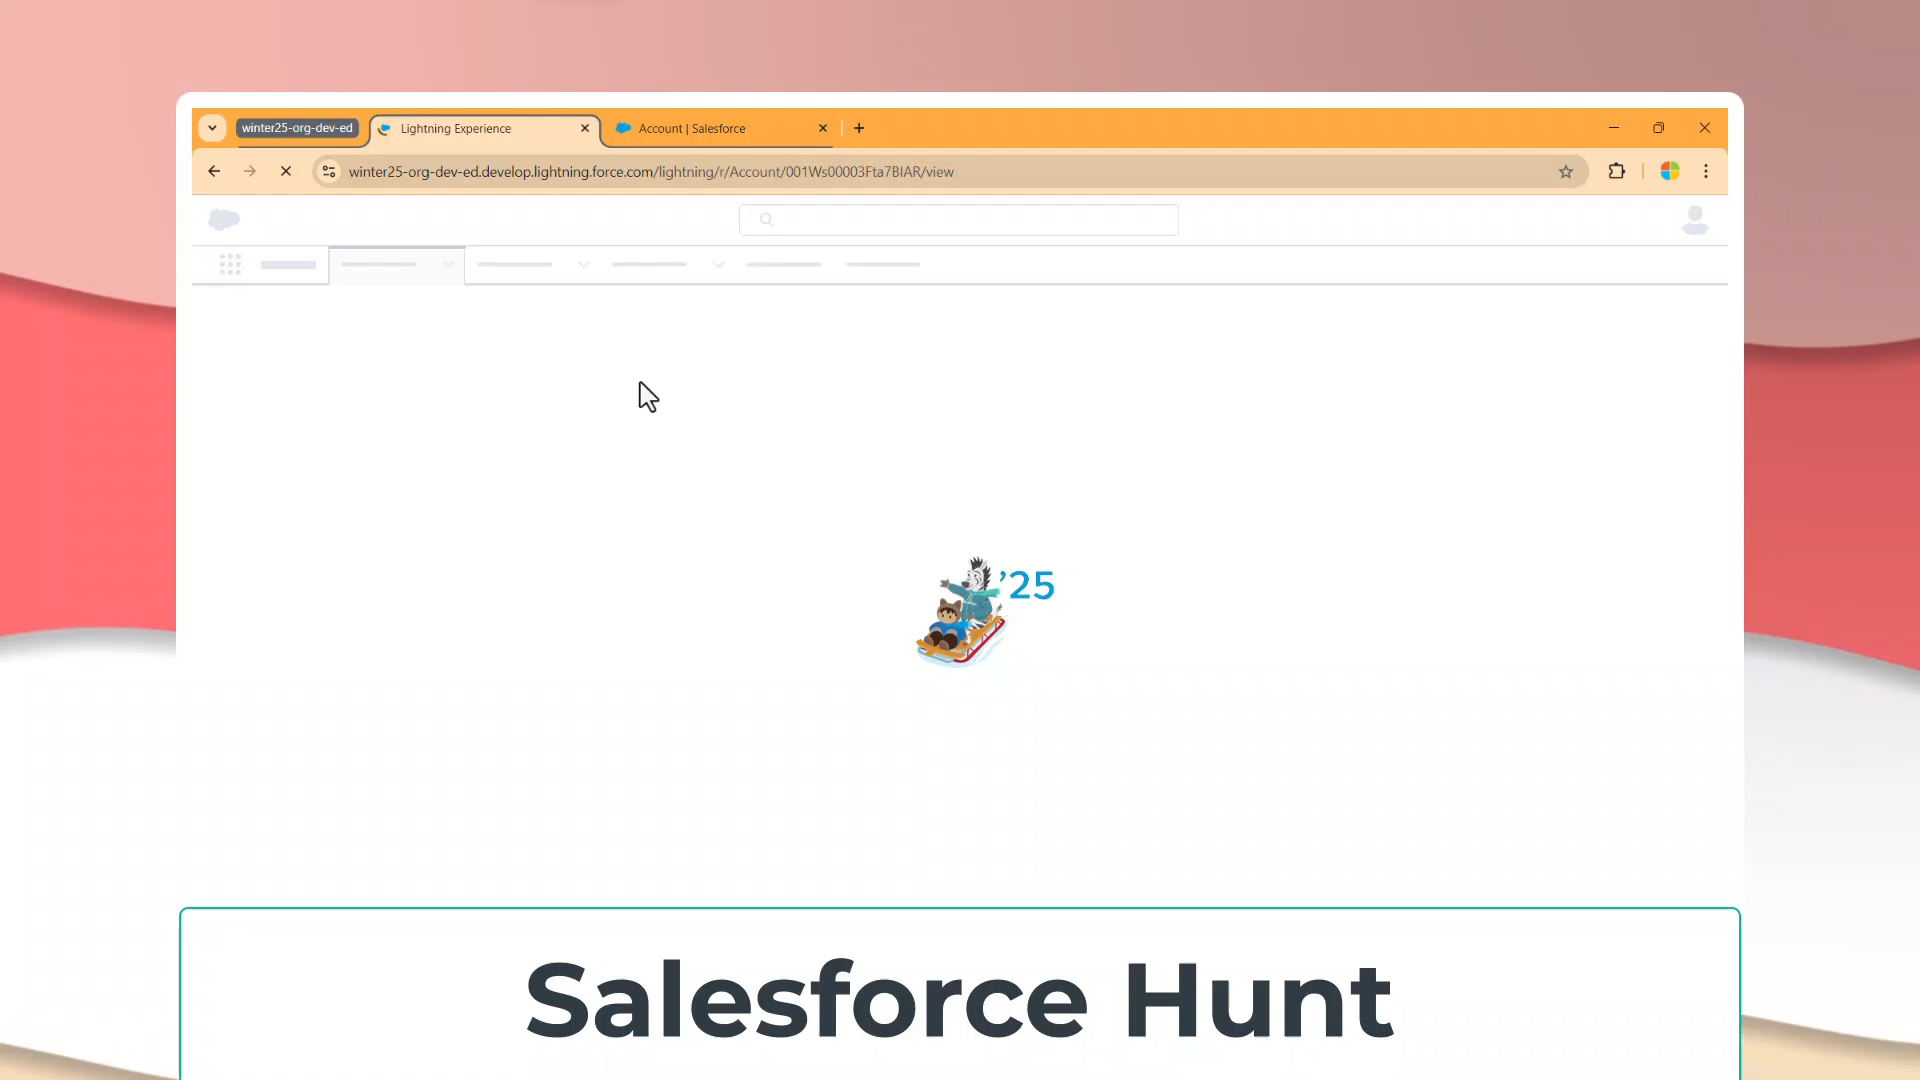 winter25-org-dev-ed
Lightning Experience
Account | Salesforce
winter25-org-dev-ed.develop.lightning.force.com/lightning/r/Account/001Ws00003Fta7BIAR/view
’25
Salesforce Hunt